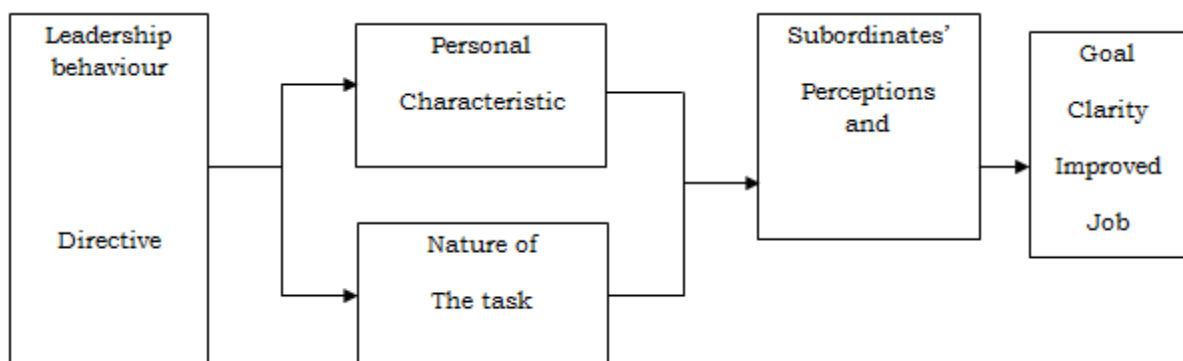 Leadership
behaviour
Directive
Personal
Characteristic
Nature of
The task
Subordinates’
Perceptions
and
Goal
Clarity
Improved
Job